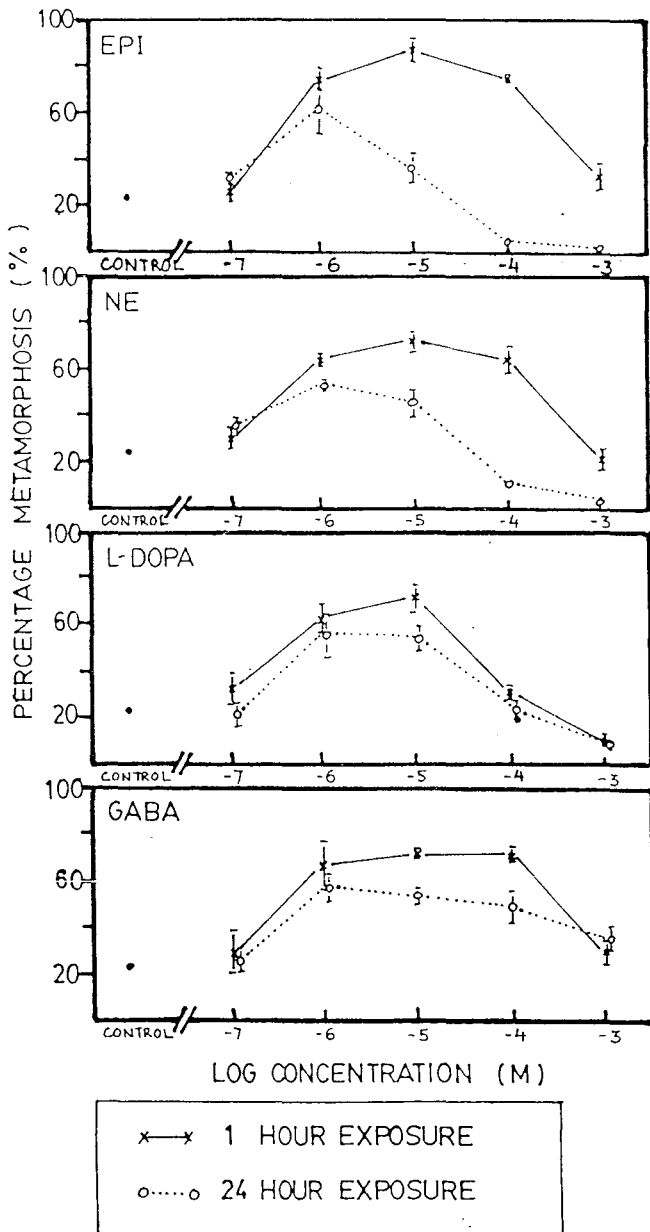 PERCENTAGE METAMORPHOSIS (%)
100
EPI
60
20
CONTROL -7 -6 -5 -4 -3
100
NE
60
20
CONTROL -7 -6 -5 -4 -3
100
L-DOPA
60
20
CONTROL -7 -6 -5 -4 -3
100
GABA
60
20
CONTROL -7 -6 -5 -4 -3
LOG CONCENTRATION (M)
x—x 1 HOUR EXPOSURE
o....o 24 HOUR EXPOSURE